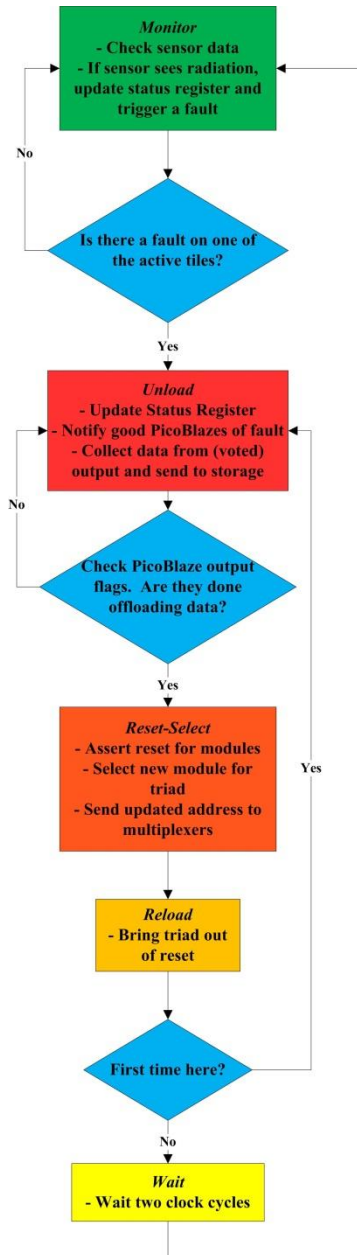 Monitor
- Check sensor data
- If sensor sees radiation,
update status register and
trigger a fault
No
Is there a fault on one of
the active tiles?
Yes
Unload
- Update Status Register
- Notify good PicoBlazes of fault
- Collect data from (voted)
output and send to storage
No
Check PicoBlaze output
flags. Are they done
offloading data?
Yes
Reset-Select
- Assert reset for modules
- Select new module for
triad
- Send updated address to
multiplexers
Yes
Reload
- Bring triad out
of reset
First time here?
No
Wait
- Wait two clock cycles